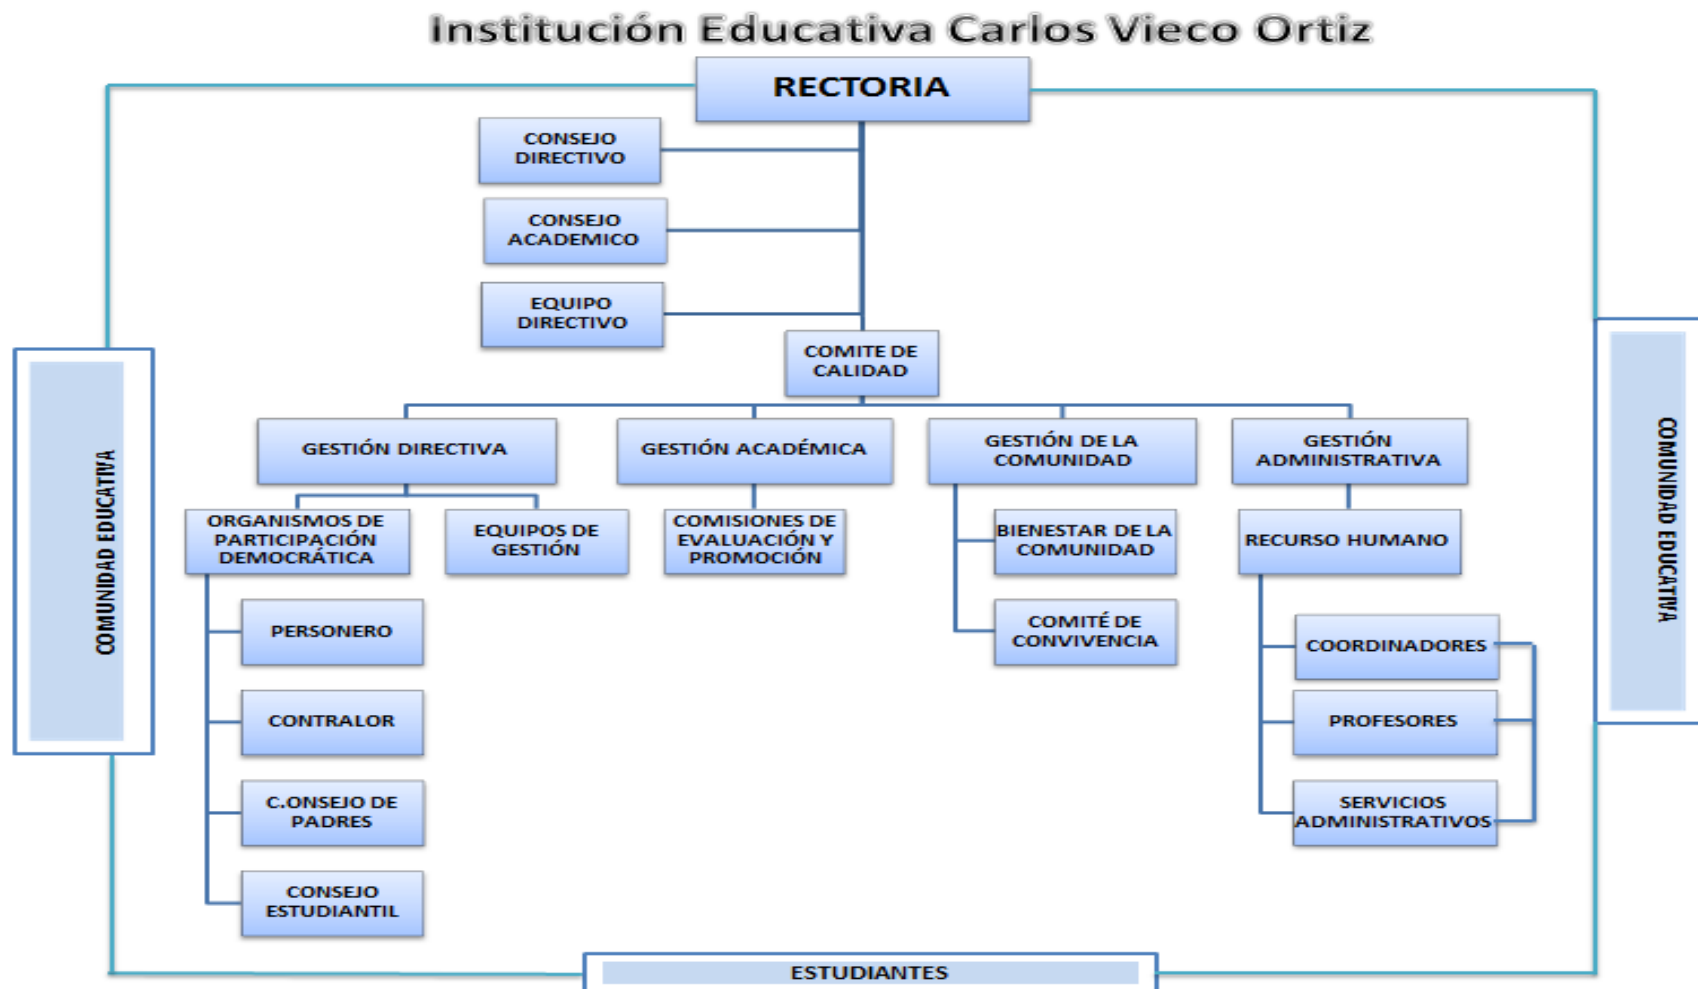 Institución Educativa Carlos Vieco Ortiz
RECTORIA
CONSEJO
DIRECTIVO
CONSEJO
ACADEMICO
EQUIPO
DIRECTIVO
COMITE DE
CALIDAD
GESTIÓN DIRECTIVA
GESTIÓN ACADÉMICA
GESTIÓN DE LA
COMUNIDAD
GESTIÓN
ADMINISTRATIVA
ORGANISMOS DE
PARTICIPACIÓN
DEMOCRÁTICA
EQUIPOS DE
GESTIÓN
COMISIONES DE
EVALUACIÓN Y
PROMOCIÓN
BIENESTAR DE LA
COMUNIDAD
RECURSO HUMANO
PERSONERO
COMITÉ DE
CONVIVENCIA
COORDINADORES
CONTRALOR
PROFESORES
C.ONSEJO DE
PADRES
SERVICIOS
ADMINISTRATIVOS
CONSEJO
ESTUDIANTIL
COMUNIDAD EDUCATIVA
COMUNIDAD EDUCATIVA
ESTUDIANTES